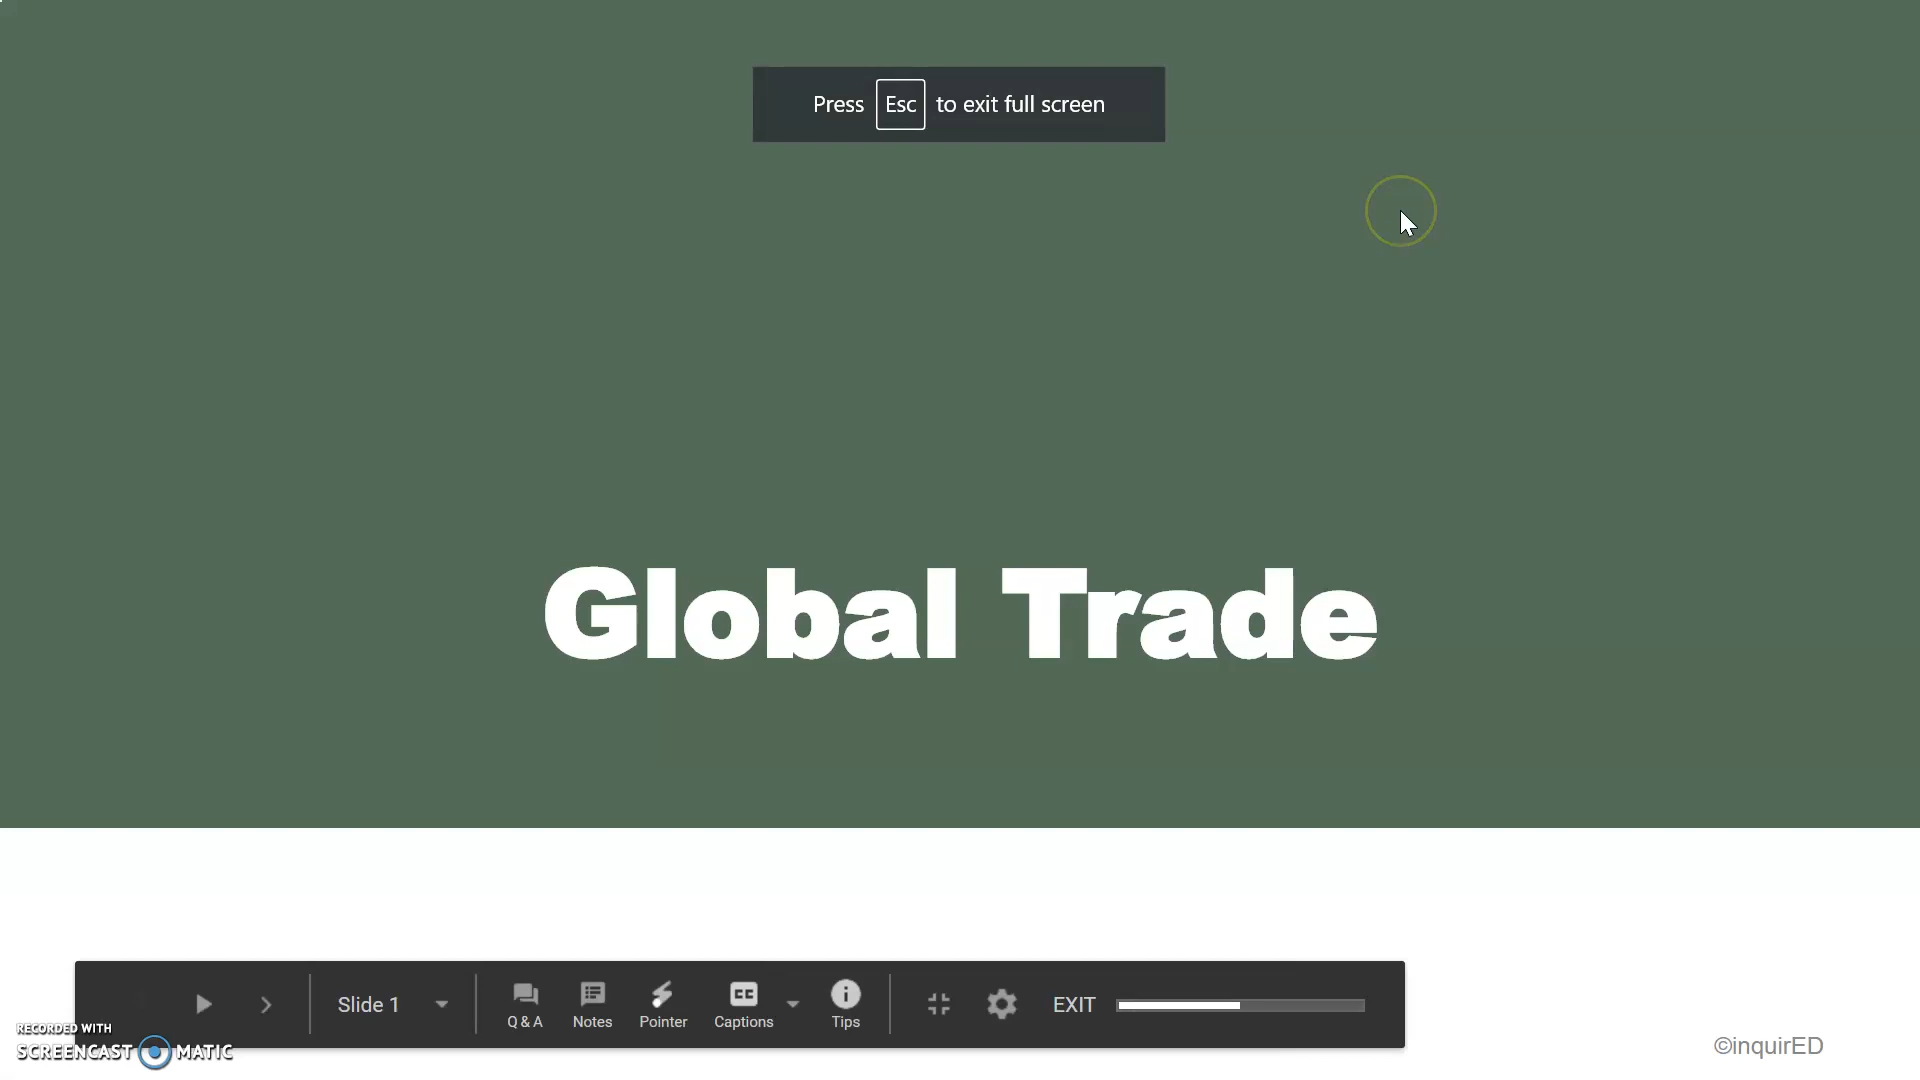 Press Esc to exit full screen
Global Trade
Slide 1
Q & A
Notes
Pointer
Captions
Tips
EXIT
RECORDED WITH
SCREENCAST MATIC
©inquirED